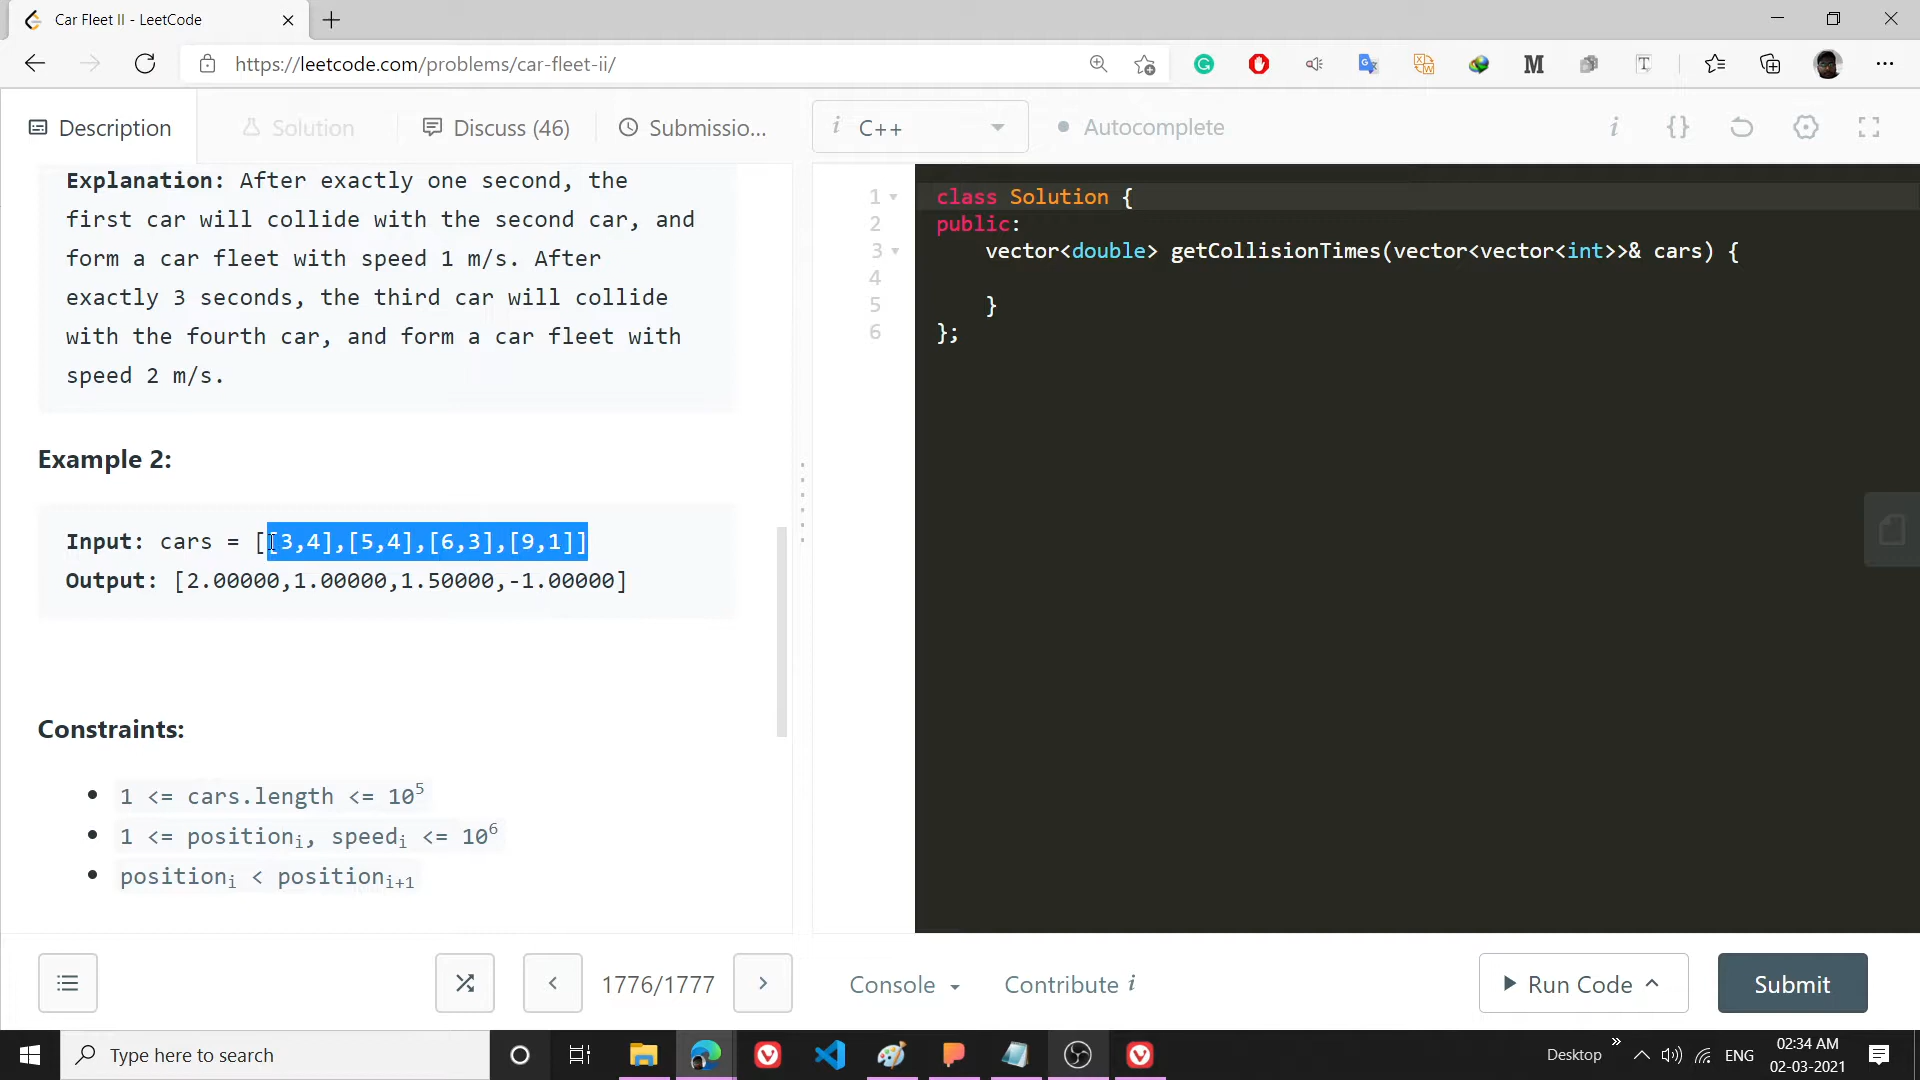 Car Fleet II - LeetCode
https://leetcode.com/problems/car-fleet-ii/
Description
Solution
Discuss (46)
Submissio...
i C++
Autocomplete
i {}
Explanation: After exactly one second, the
first car will collide with the second car, and
form a car fleet with speed 1 m/s. After
exactly 3 seconds, the third car will collide
with the fourth car, and form a car fleet with
speed 2 m/s.
Example 2:
Input: cars = [[3,4],[5,4],[6,3],[9,1]]
Output: [2.00000,1.00000,1.50000,-1.00000]
Constraints:
• 1 <= cars.length <= 10⁵
• 1 <= positionᵢ, speedᵢ <= 10⁶
• positionᵢ < positionᵢ₊₁
1 class Solution {
2 public:
3 vector<double> getCollisionTimes(vector<vector<int>>& cars) {
4
5 }
6 };
1776/1777
Console
Contribute i
Run Code
Submit
Type here to search
Desktop
ENG
02:34 AM
02-03-2021